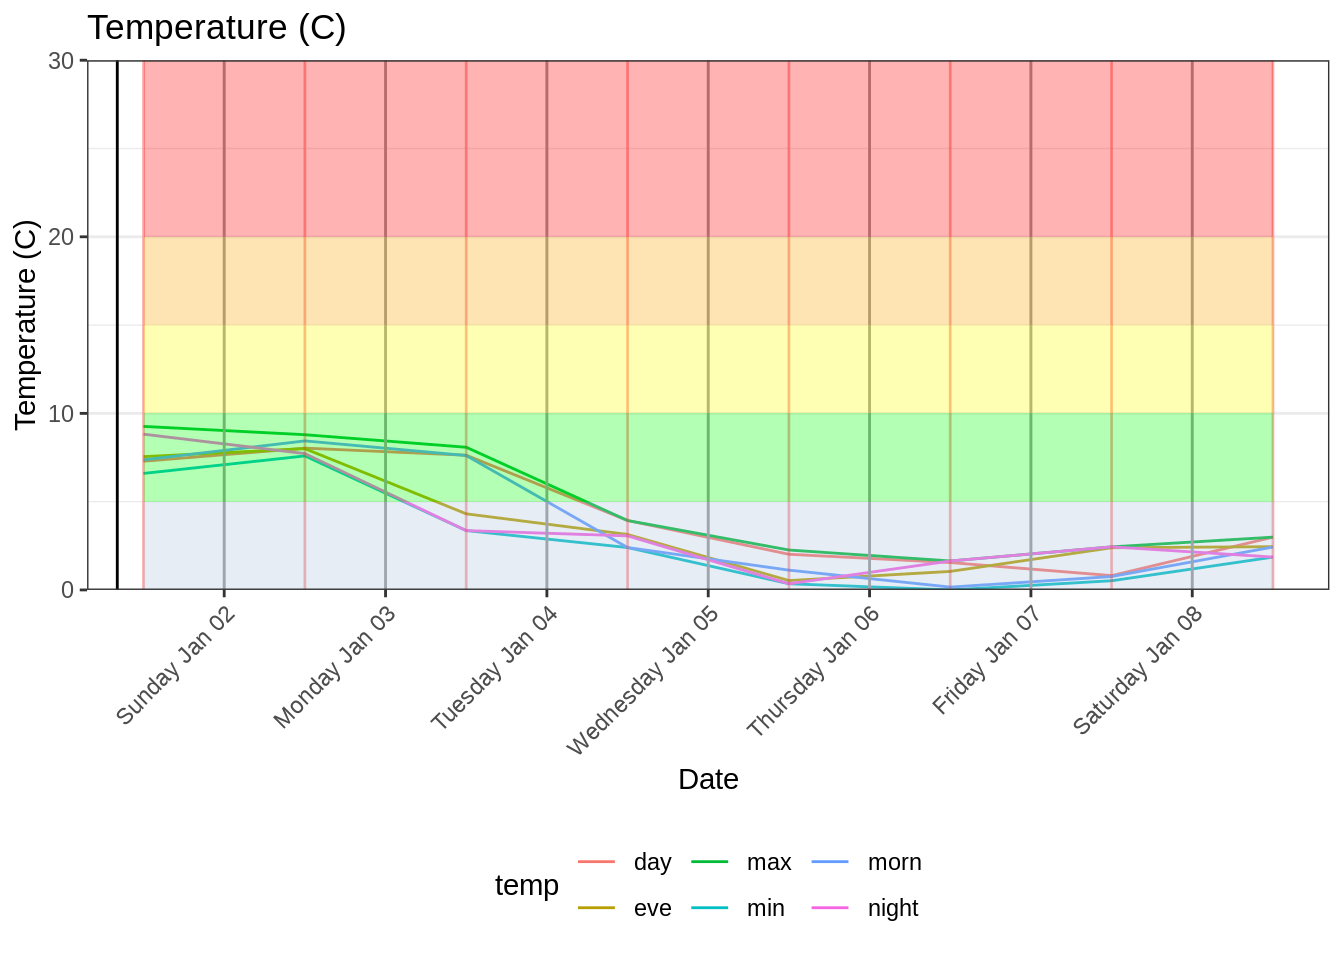 Temperature (C)
Temperature (C)
30
20
10
0
Sunday Jan 02
Monday Jan 03
Tuesday Jan 04
Wednesday Jan 05
Thursday Jan 06
Friday Jan 07
Saturday Jan 08
Date
temp
day
max
morn
eve
min
night